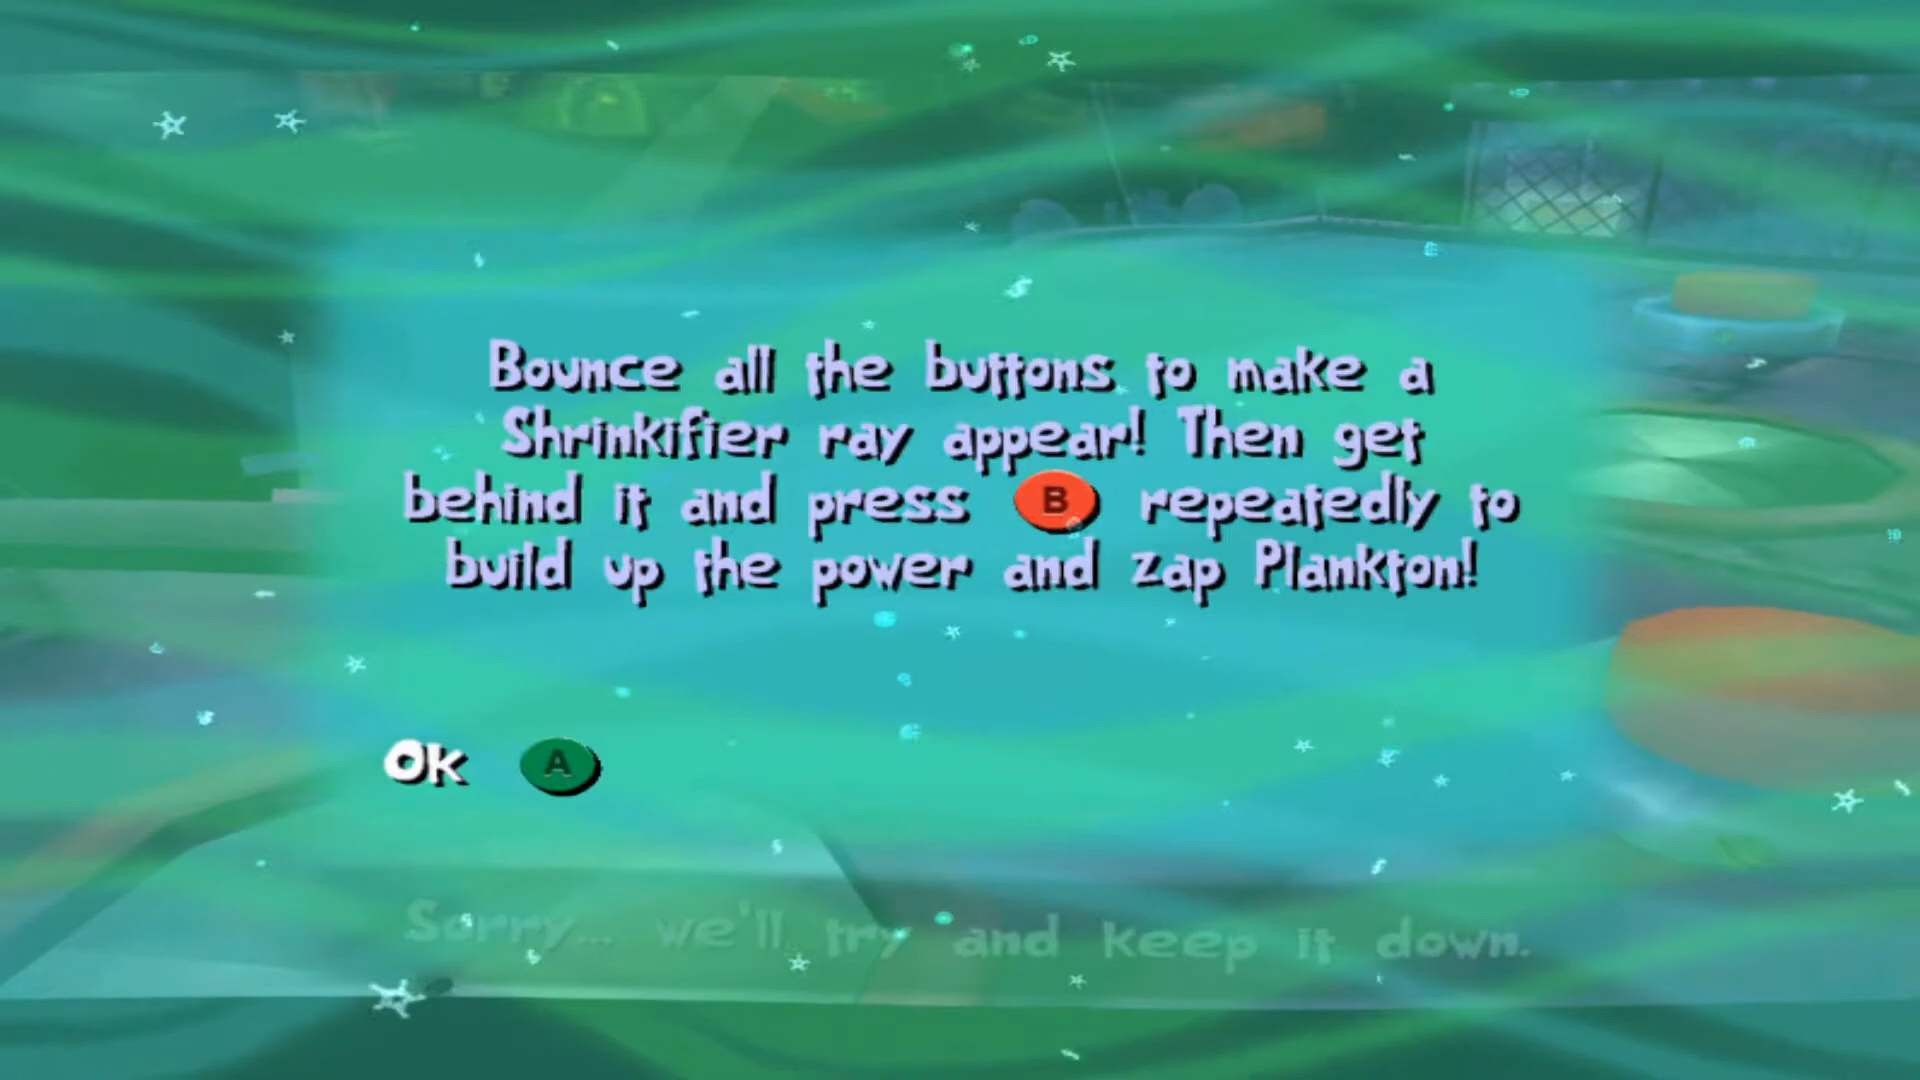 Bounce all the buttons to make a
Shrinkifier ray appear! Then get
behind it and press B repeatedly to
build up the power and zap Plankton!
OK A
Sorry... we'll try and keep it down.